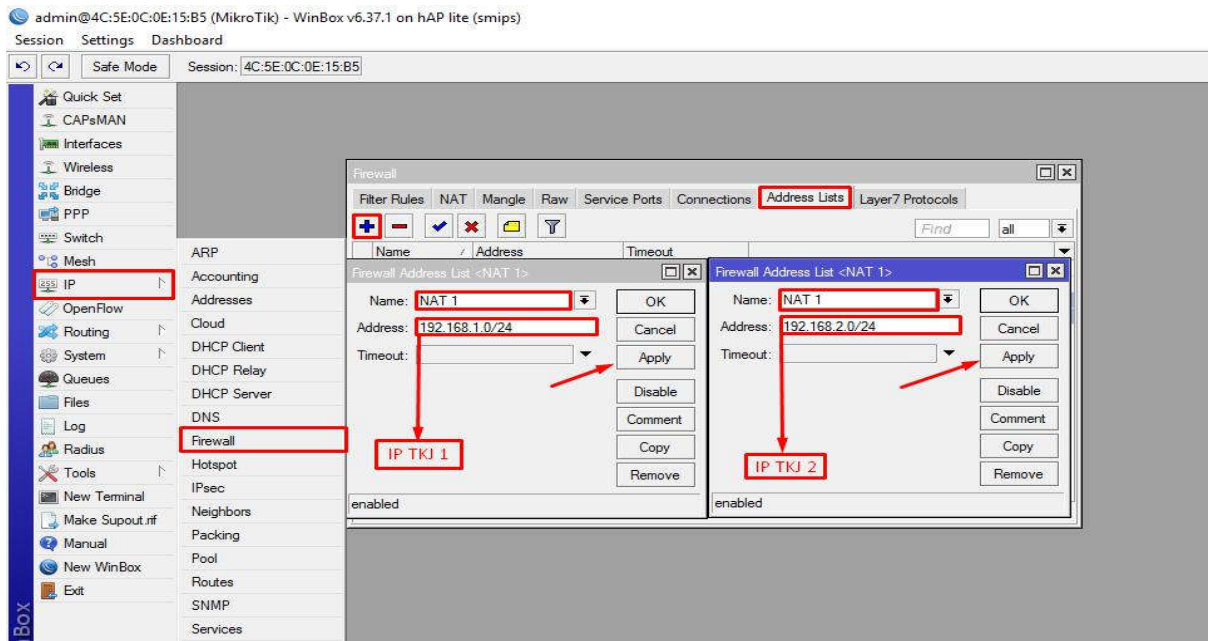 admin@4C:5E:0C:0E:15:B5 (MikroTik) - WinBox v6.37.1 on hAP lite (smips)
Session Settings Dashboard
Safe Mode Session: 4C:5E:0C:0E:15:B5
Quick Set
CAPsMAN
Interfaces
Wireless
Bridge
PPP
Switch
Mesh
IP
OpenFlow
Routing
System
Queues
Files
Log
Radius
Tools
New Terminal
Make Supout.rif
Manual
New WinBox
Exit
ARP
Accounting
Addresses
Cloud
DHCP Client
DHCP Relay
DHCP Server
DNS
Firewall
Hotspot
IPsec
Neighbors
Packing
Pool
Routes
SNMP
Services
Firewall
Filter Rules NAT Mangle Raw Service Ports Connections Address Lists Layer7 Protocols
Find all
Name / Address Timeout
Firewall Address List <NAT 1>
Name: NAT 1 OK
Address: 192.168.1.0/24 Cancel
Timeout: Apply
Disable
Comment
Copy
Remove
IP TKJ 1
enabled
Firewall Address List <NAT 1>
Name: NAT 1 OK
Address: 192.168.2.0/24 Cancel
Timeout: Apply
Disable
Comment
Copy
Remove
IP TKJ 2
enabled